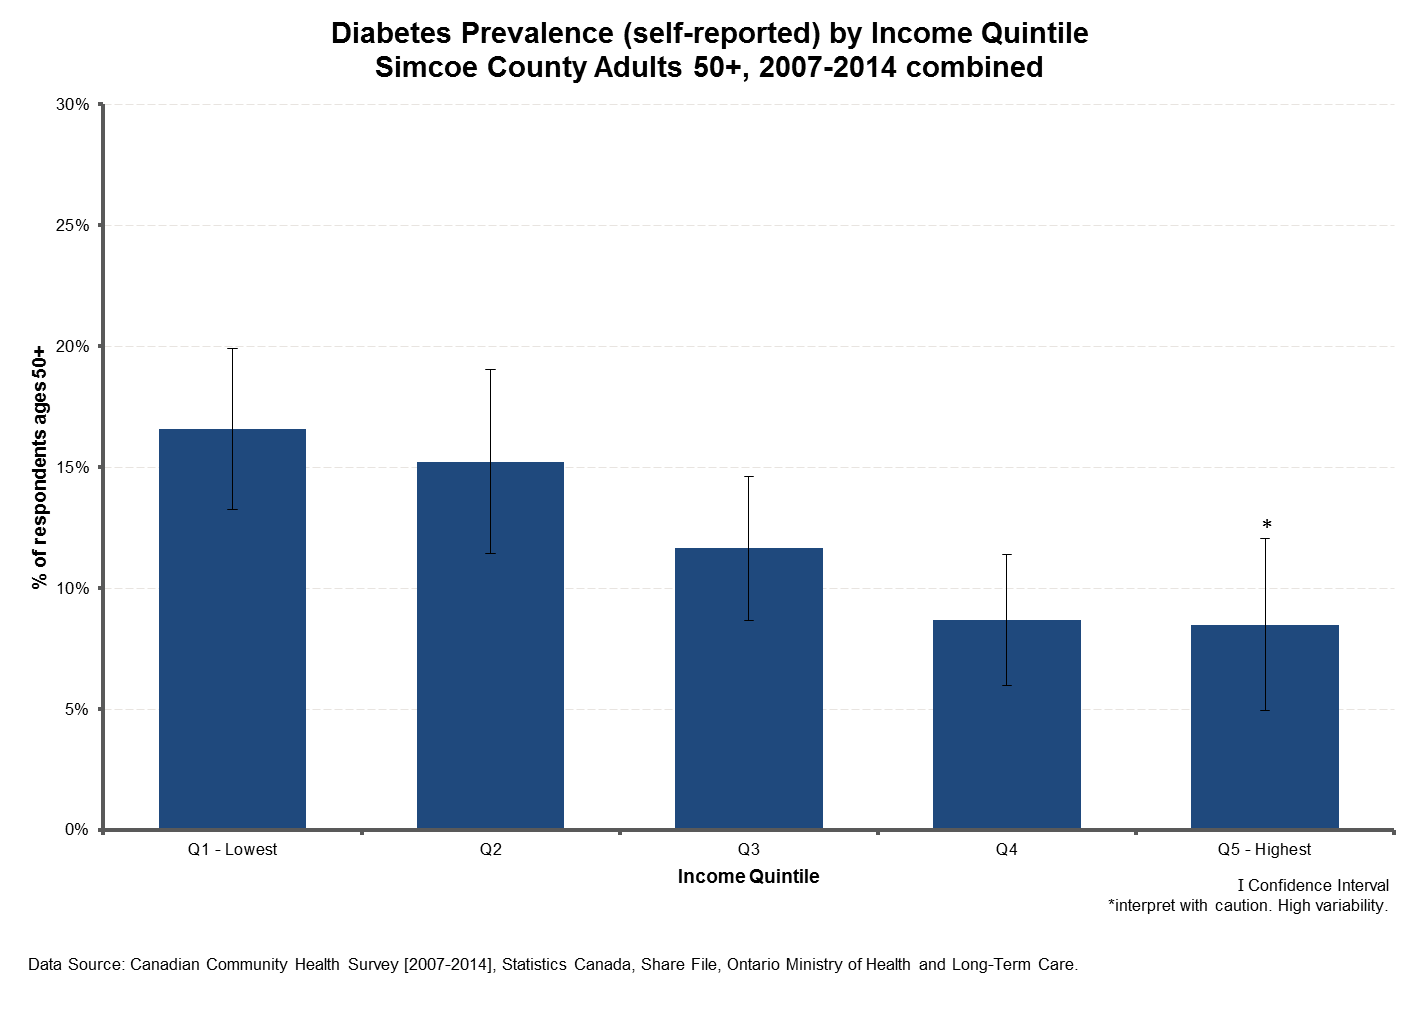 Diabetes Prevalence (self-reported) by Income Quintile
Simcoe County Adults 50+, 2007-2014 combined
% of respondents ages 50+
30%
25%
20%
15%
10%
5%
0%
*
Q1 - Lowest
Q2
Q3
Q4
Q5 - Highest
Income Quintile
I Confidence Interval
*interpret with caution. High variability.
Data Source: Canadian Community Health Survey [2007-2014], Statistics Canada, Share File, Ontario Ministry of Health and Long-Term Care.